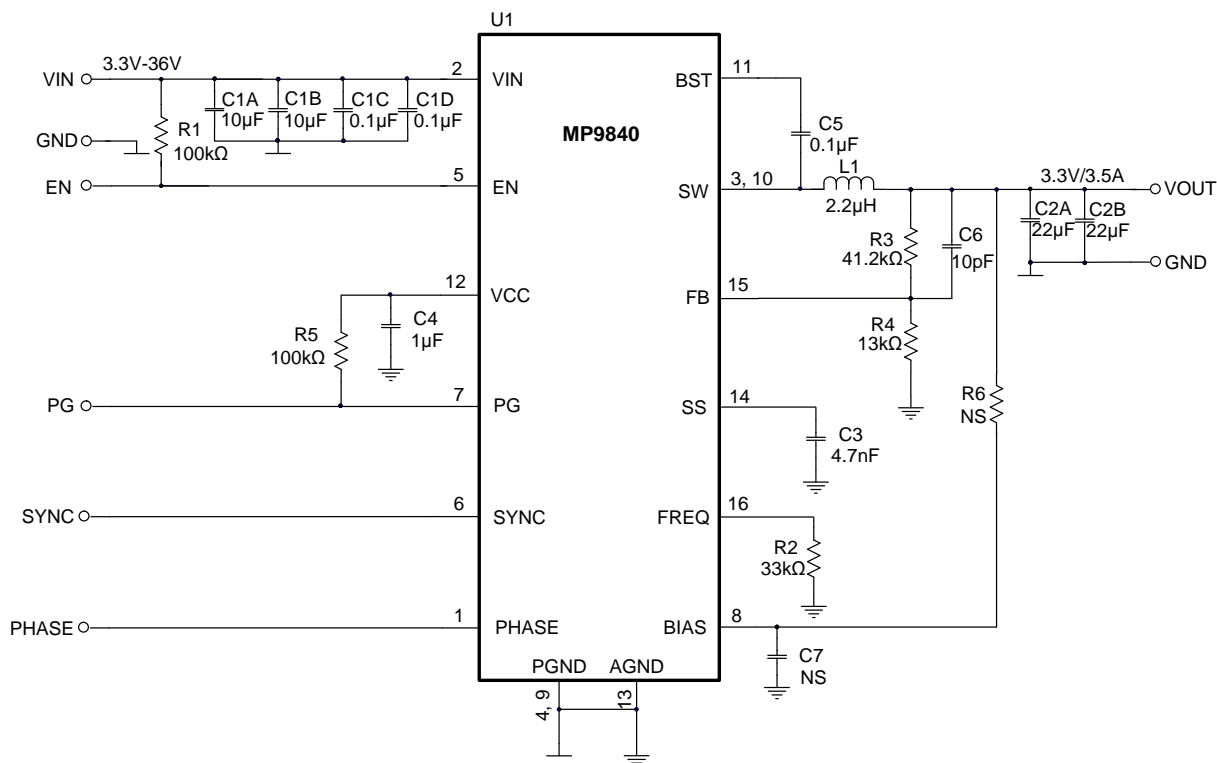 U1
MP9840
VIN
3.3V-36V
2
VIN
C1A
10μF
C1B
10μF
C1C
0.1μF
C1D
0.1μF
GND
R1
100kΩ
EN
5
EN
12
VCC
R5
100kΩ
C4
1μF
PG
7
PG
SYNC
6
SYNC
PHASE
1
PHASE
PGND
AGND
4, 9
13
BST
11
C5
0.1μF
SW
3, 10
L1
2.2μH
3.3V/3.5A
VOUT
C2A
22μF
C2B
22μF
GND
R3
41.2kΩ
C6
10pF
FB
15
R4
13kΩ
R6
NS
SS
14
C3
4.7nF
FREQ
16
R2
33kΩ
BIAS
8
C7
NS